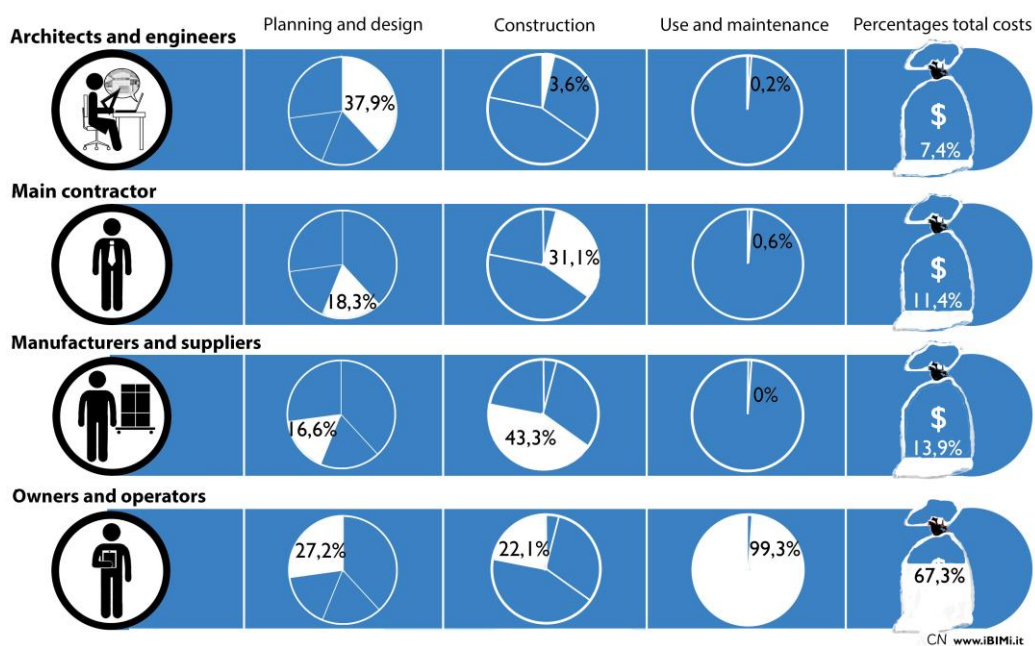 Planning and design
Construction
Use and maintenance
Percentages total costs
Architects and engineers
37,9%
3,6%
0,2%
$
7,4%
Main contractor
18,3%
31,1%
0,6%
$
11,4%
Manufacturers and suppliers
16,6%
43,3%
0%
$
13,9%
Owners and operators
27,2%
22,1%
99,3%
67,3%
CN www.iBIMi.it